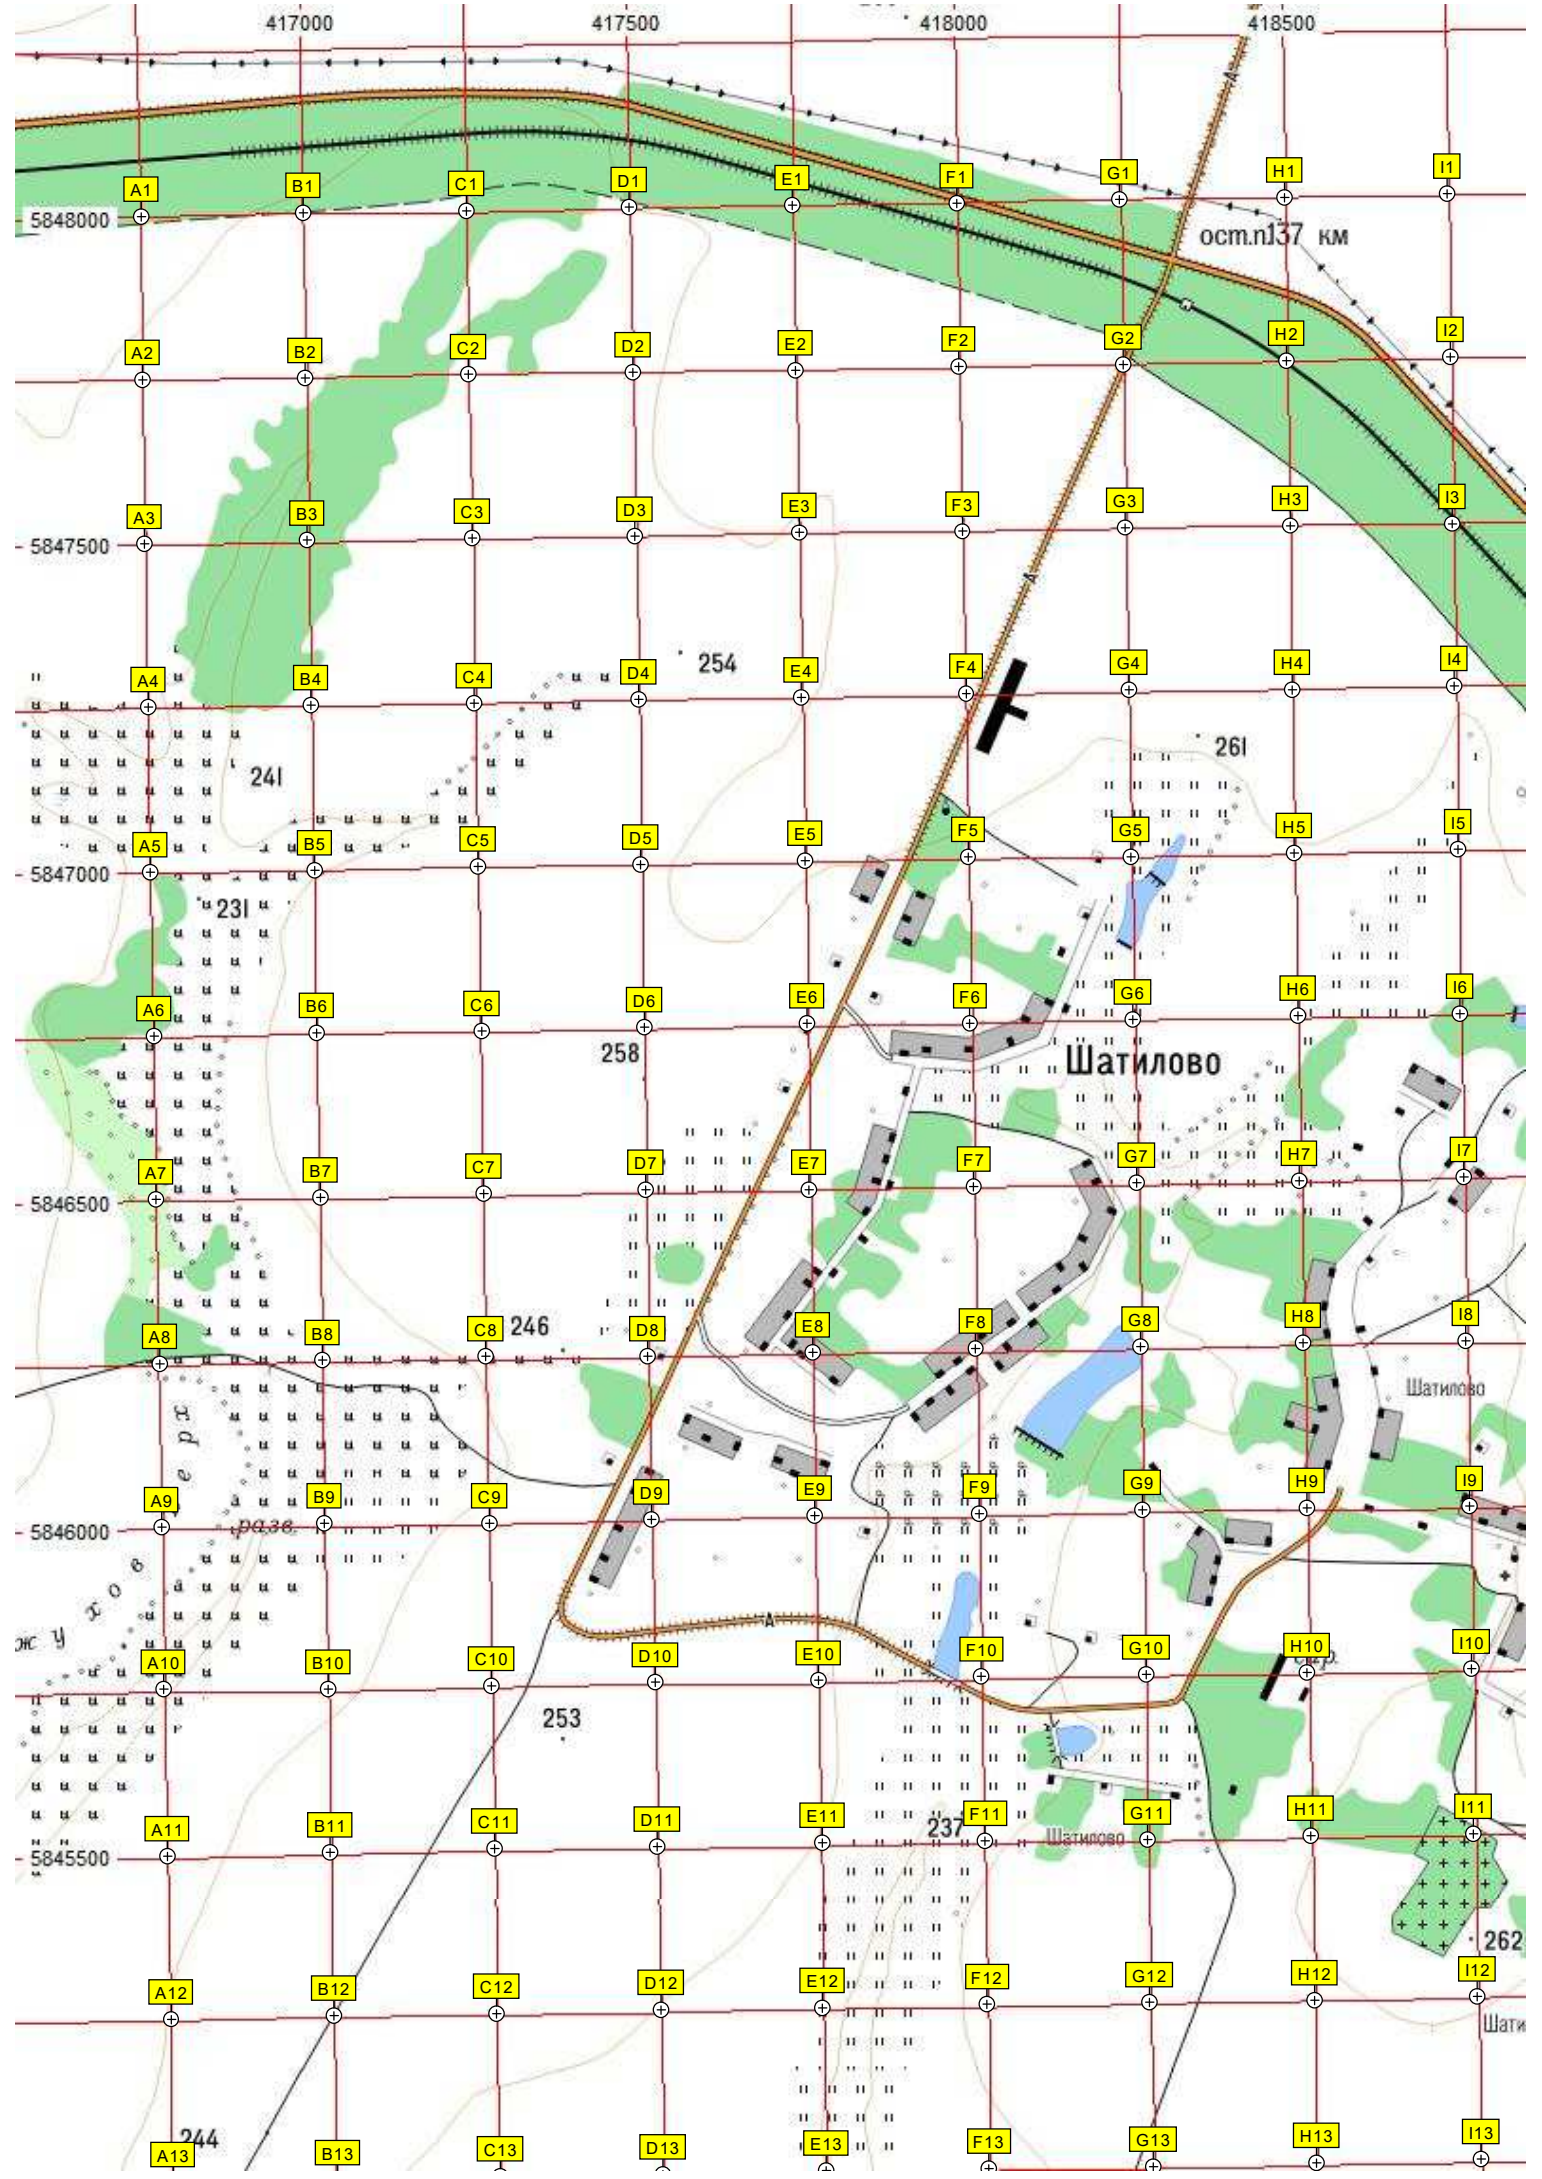 417000 417500 418000 418500
A1 B1 C1 D1 E1 F1 G1 H1 I1
5848000
ост.п.137 км
A2 B2 C2 D2 E2 F2 G2 H2 I2
A3 B3 C3 D3 E3 F3 G3 H3 I3
5847500
A
A
A4 B4 C4 D4 E4 F4 G4 H4 I4
254
241
261
A5 B5 C5 D5 E5 F5 G5 H5 I5
5847000
231
A6 B6 C6 D6 E6 F6 G6 H6 I6
258
Шатилово
A7 B7 C7 D7 E7 F7 G7 H7 I7
5846500
246
A8 B8 C8 D8 E8 F8 G8 H8 I8
Шатилово
верх
A9 B9 C9 D9 E9 F9 G9 H9 I9
5846000
разв.
жухов
A
A10 B10 C10 D10 E10 F10 G10 H10 I10
253
A11 B11 C11 D11 E11 F11 G11 H11 I11
237
Шатилово
5845500
262
A12 B12 C12 D12 E12 F12 G12 H12 I12
Шати
244
A13 B13 C13 D13 E13 F13 G13 H13 I13